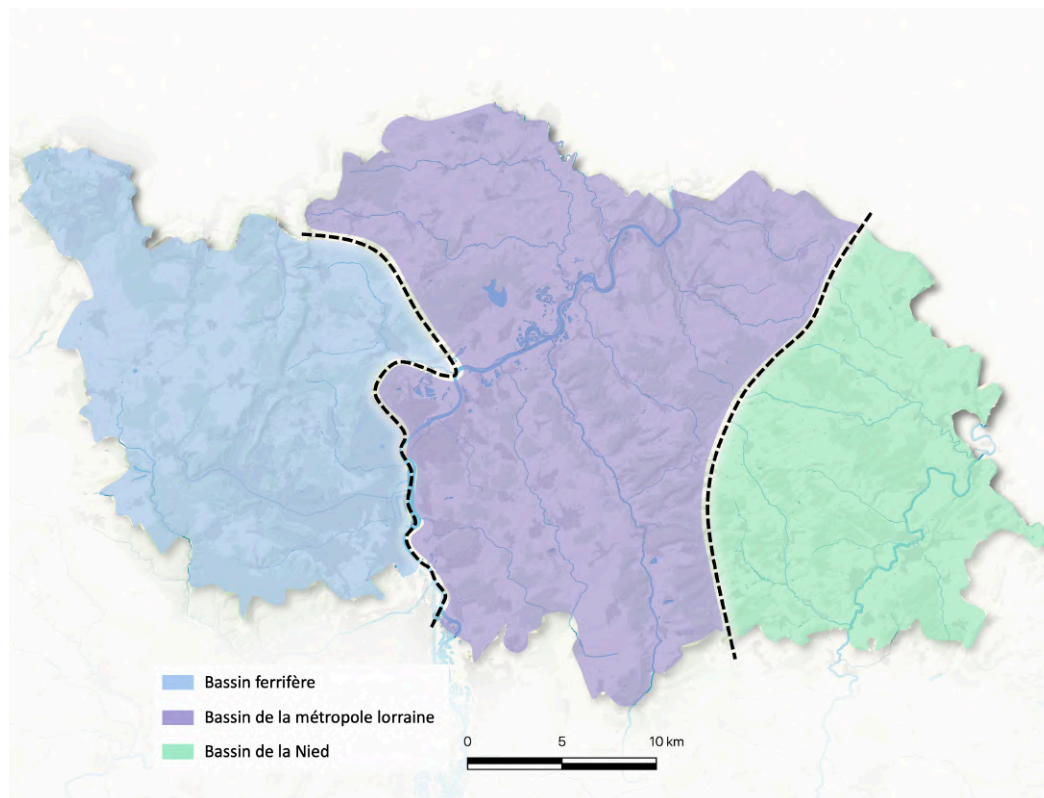 Bassin ferrifère
Bassin de la métropole lorraine
Bassin de la Nied
0 5 10 km